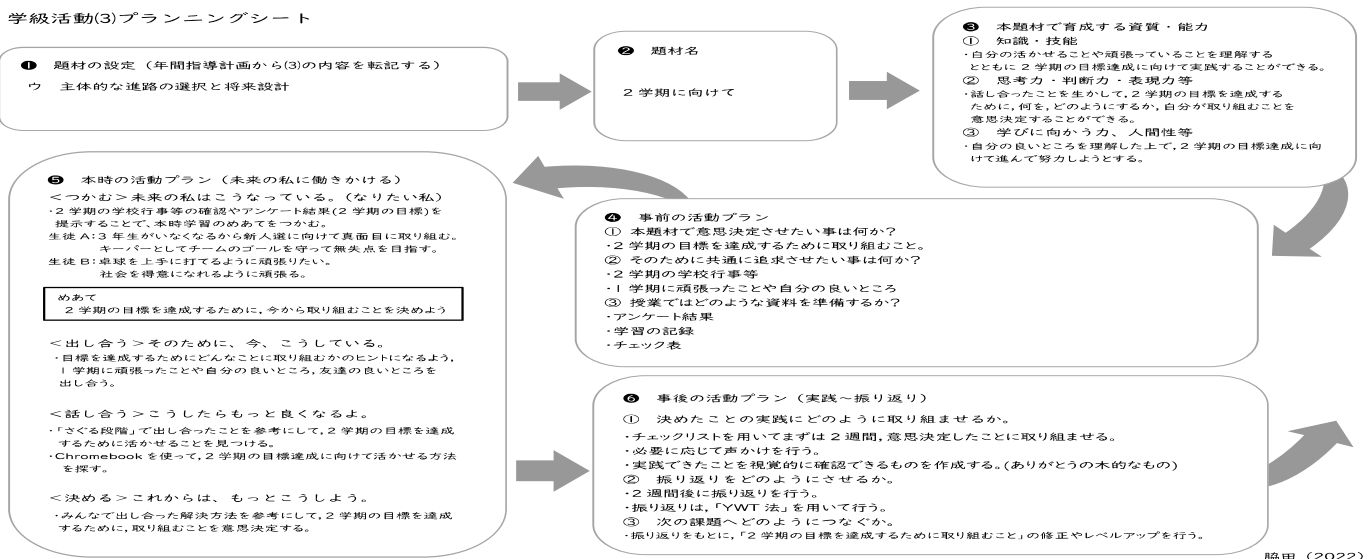 学級活動(3)プランニングシート
❶ 題材の設定（年間指導計画から(3)の内容を転記する）
ウ 主体的な進路の選択と将来設計
❷ 題材名
2 学期に向けて
❸ 本題材で育成する資質・能力
① 知識・技能
・自分の活かせることや頑張っていることを理解する
とともに 2 学期の目標達成に向けて実践することができる。
② 思考力・判断力・表現力等
・話し合ったことを生かして，2 学期の目標を達成する
ために，何を，どのようにするか，自分が取り組むことを
意思決定することができる。
③ 学びに向かう力、人間性等
・自分の良いところを理解した上で，2 学期の目標達成に向
けて進んで努力しようとする。
❹ 事前の活動プラン
① 本題材で意思決定させたい事は何か？
・2 学期の目標を達成するために取り組むこと。
② そのために共通に追求させたい事は何か？
・2 学期の学校行事等
・1 学期に頑張ったことや自分の良いところ
③ 授業ではどのような資料を準備するか？
・アンケート結果
・学習の記録
・チェック表
❺ 本時の活動プラン（未来の私に働きかける）
＜つかむ＞未来の私はこうなっている。(なりたい私)
・2 学期の学校行事等の確認やアンケート結果(2 学期の目標)を
提示することで、本時学習のめあてをつかむ。
生徒 A：3 年生がいなくなるから新人選に向けて真面目に取り組む。
キーパーとしてチームのゴールを守って無失点を目指す。
生徒 B：卓球を上手に打てるように頑張りたい。
社会を得意になれるように頑張る。
めあて
2 学期の目標を達成するために，今から取り組むことを決めよう
＜出し合う＞そのために、今、こうしている。
・目標を達成するためにどんなことに取り組むかのヒントになるよう，
1 学期に頑張ったことや自分の良いところ，友達の良いところを
出し合う。
＜話し合う＞こうしたらもっと良くなるよ。
・「さぐる段階」で出し合ったことを参考にして，2 学期の目標を達成
するために活かせることを見つける。
・Chromebook を使って，2 学期の目標達成に向けて活かせる方法
を探す。
＜決める＞これからは、もっとこうしよう。
・みんなで出し合った解決方法を参考にして，2 学期の目標を達成
するために，取り組むことを意思決定する。
❻ 事後の活動プラン（実践～振り返り）
① 決めたことの実践にどのように取り組ませるか。
・チェックリストを用いてまずは 2 週間，意思決定したことに取り組ませる。
・必要に応じて声かけを行う。
・実践できたことを視覚的に確認できるものを作成する。(ありがとうの木的なもの)
② 振り返りをどのようにさせるか。
・2 週間後に振り返りを行う。
・振り返りは，「YWT 法」を用いて行う。
③ 次の課題へどのようにつなぐか。
・振り返りをもとに，「2 学期の目標を達成するために取り組むこと」の修正やレベルアップを行う。
脇田（2022）